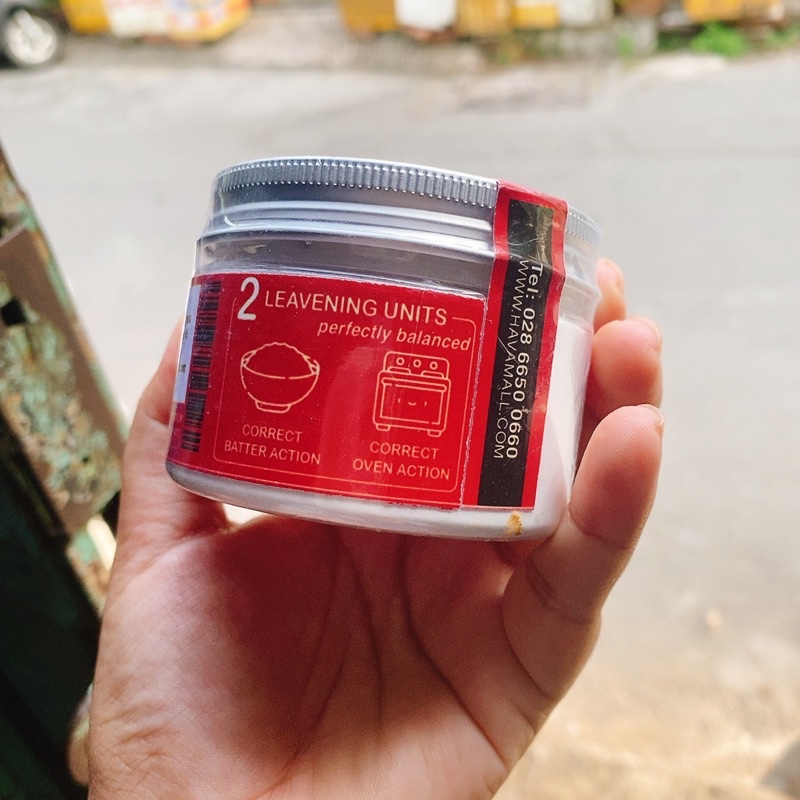 2 LEAVENING UNITS
perfectly balanced
CORRECT
BATTER ACTION
CORRECT
OVEN ACTION
Tel: 028 6650 0660
WWW.HAVAMALL.COM